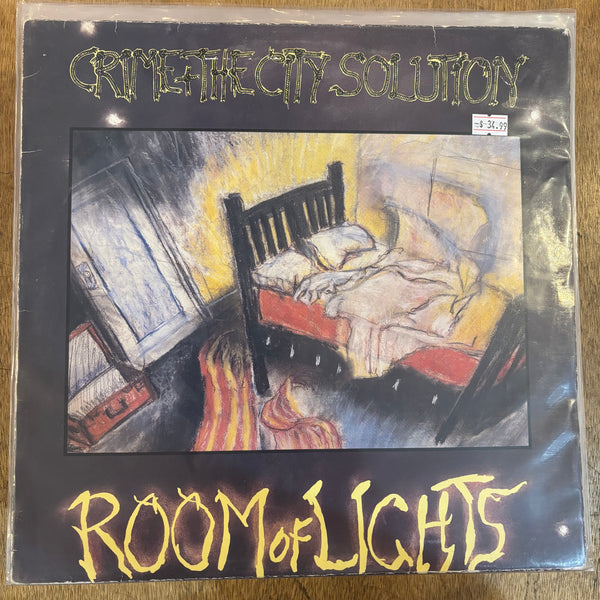 CRIME + THE CITY SOLUTION
$ 34.99
ROOM OF LIGHTS